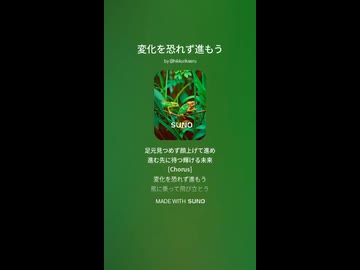 変化を恐れず進もう
SUNO
足元見つめず顔上げて進め
進む先に待つ輝ける未来
[Chorus]
変化を恐れず進もう
風に乗って飛び立とう
MADE WITH SUNO